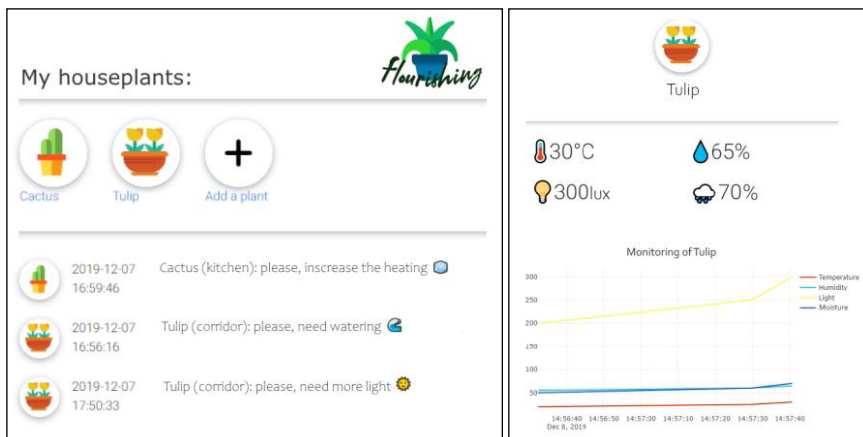 Flourishing
My houseplants:
Cactus
Tulip
Add a plant
2019-12-07
16:59:46
Cactus (kitchen): please, inscrease the heating
2019-12-07
16:56:16
Tulip (corridor): please, need watering
2019-12-07
17:50:33
Tulip (corridor): please, need more light
Tulip
30°C
65%
300lux
70%
Monitoring of Tulip
300
250
200
150
100
50
14:56:40
14:56:50
14:57:00
14:57:10
14:57:20
14:57:30
14:57:40
Dec 8, 2019
Temperature
Humidity
Light
Moisture